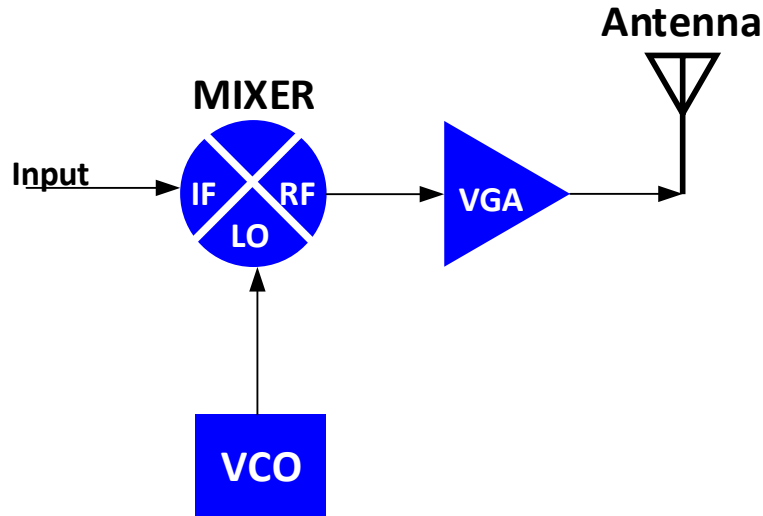 Antenna
MIXER
Input
IF
RF
LO
VGA
VCO